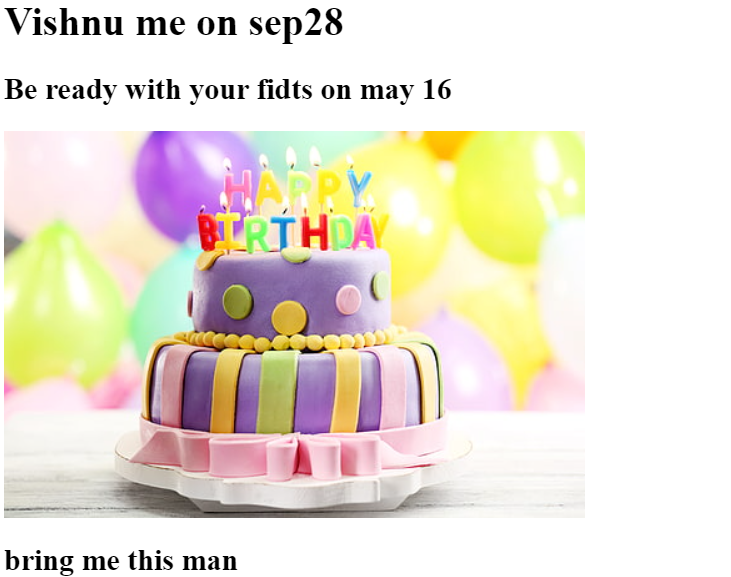 Vishnu me on sep28
Be ready with your fidts on may 16
HAPPY
BIRTHDAY
bring me this man